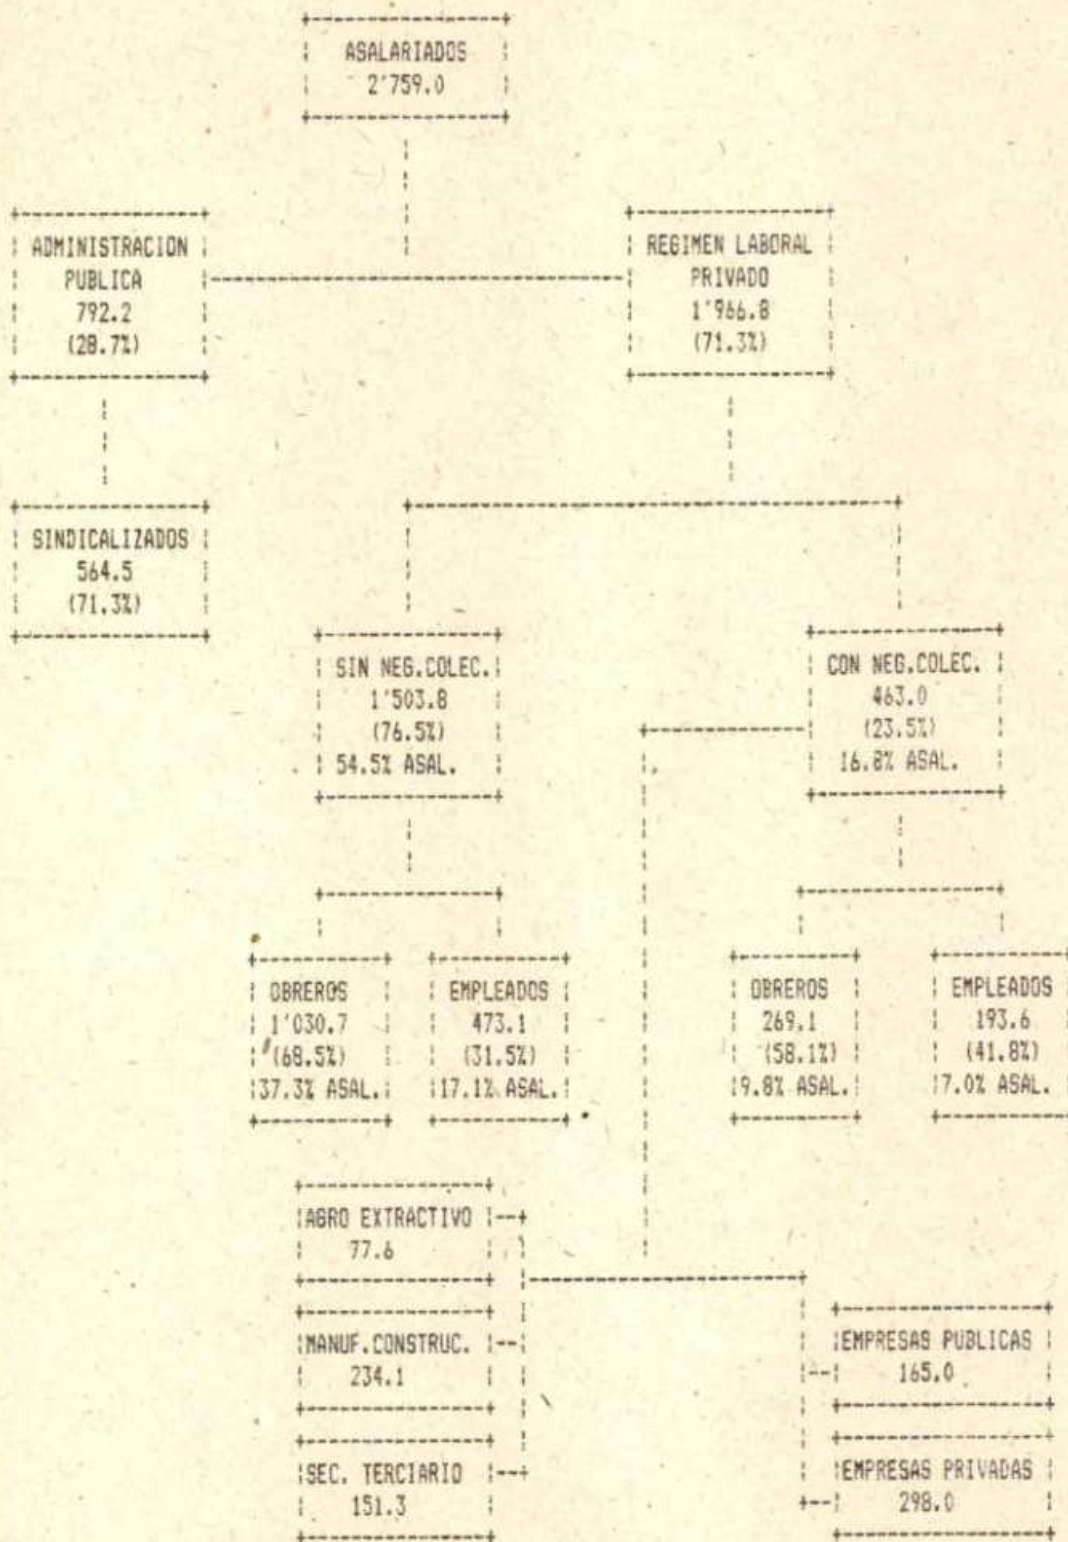 ASALARIADOS
2'759.0
ADMINISTRACION
PUBLICA
792.2
(28.7%)
REGIMEN LABORAL
PRIVADO
1'966.8
(71.3%)
SINDICALIZADOS
564.5
(71.3%)
SIN NEG.COLEC.
1'503.8
(76.5%)
54.5% ASAL.
CON NEG.COLEC.
463.0
(23.5%)
16.8% ASAL.
OBREROS
1'030.7
(68.5%)
37.3% ASAL.
EMPLEADOS
473.1
(31.5%)
17.1% ASAL.
OBREROS
269.1
(58.1%)
9.8% ASAL.
EMPLEADOS
193.6
(41.8%)
7.0% ASAL.
AGRO EXTRACTIVO
77.6
MANUF.CONSTRUC.
234.1
SEC. TERCIARIO
151.3
EMPRESAS PUBLICAS
165.0
EMPRESAS PRIVADAS
298.0